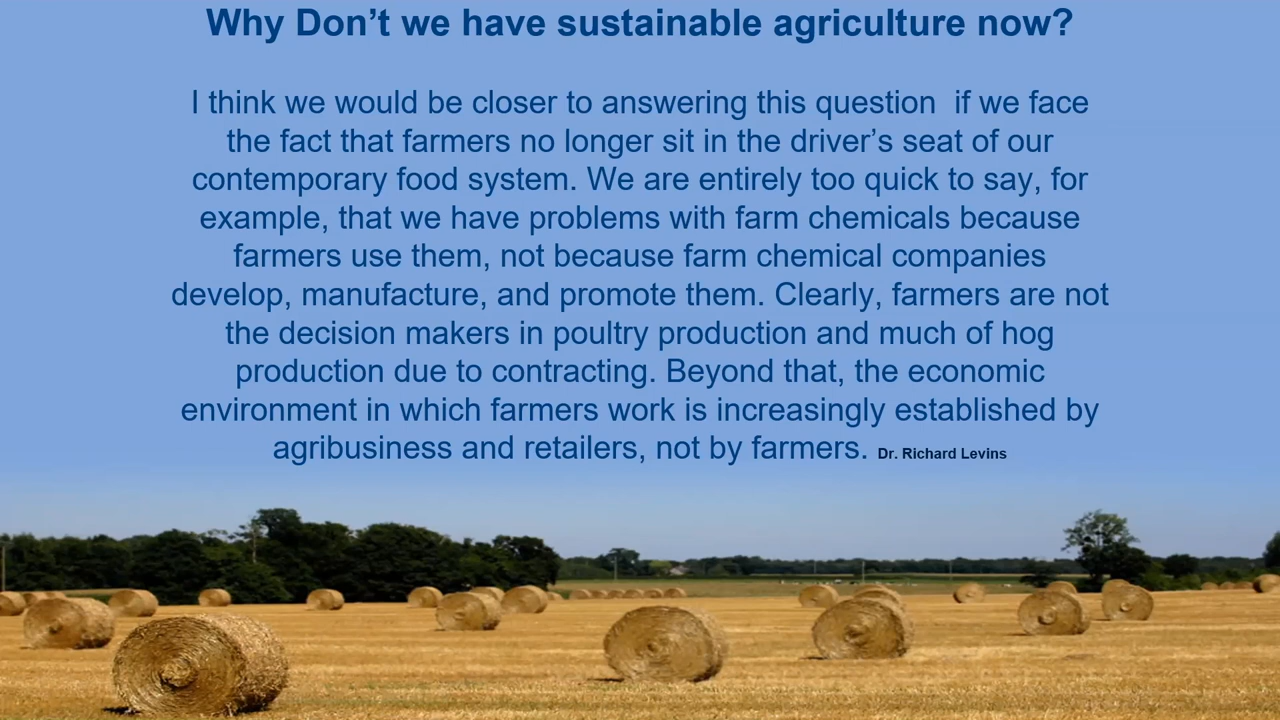 Why Don’t we have sustainable agriculture now?
I think we would be closer to answering this question  if we face
the fact that farmers no longer sit in the driver’s seat of our
contemporary food system. We are entirely too quick to say, for
example, that we have problems with farm chemicals because
farmers use them, not because farm chemical companies
develop, manufacture, and promote them. Clearly, farmers are not
the decision makers in poultry production and much of hog
production due to contracting. Beyond that, the economic
environment in which farmers work is increasingly established by
agribusiness and retailers, not by farmers. Dr. Richard Levins